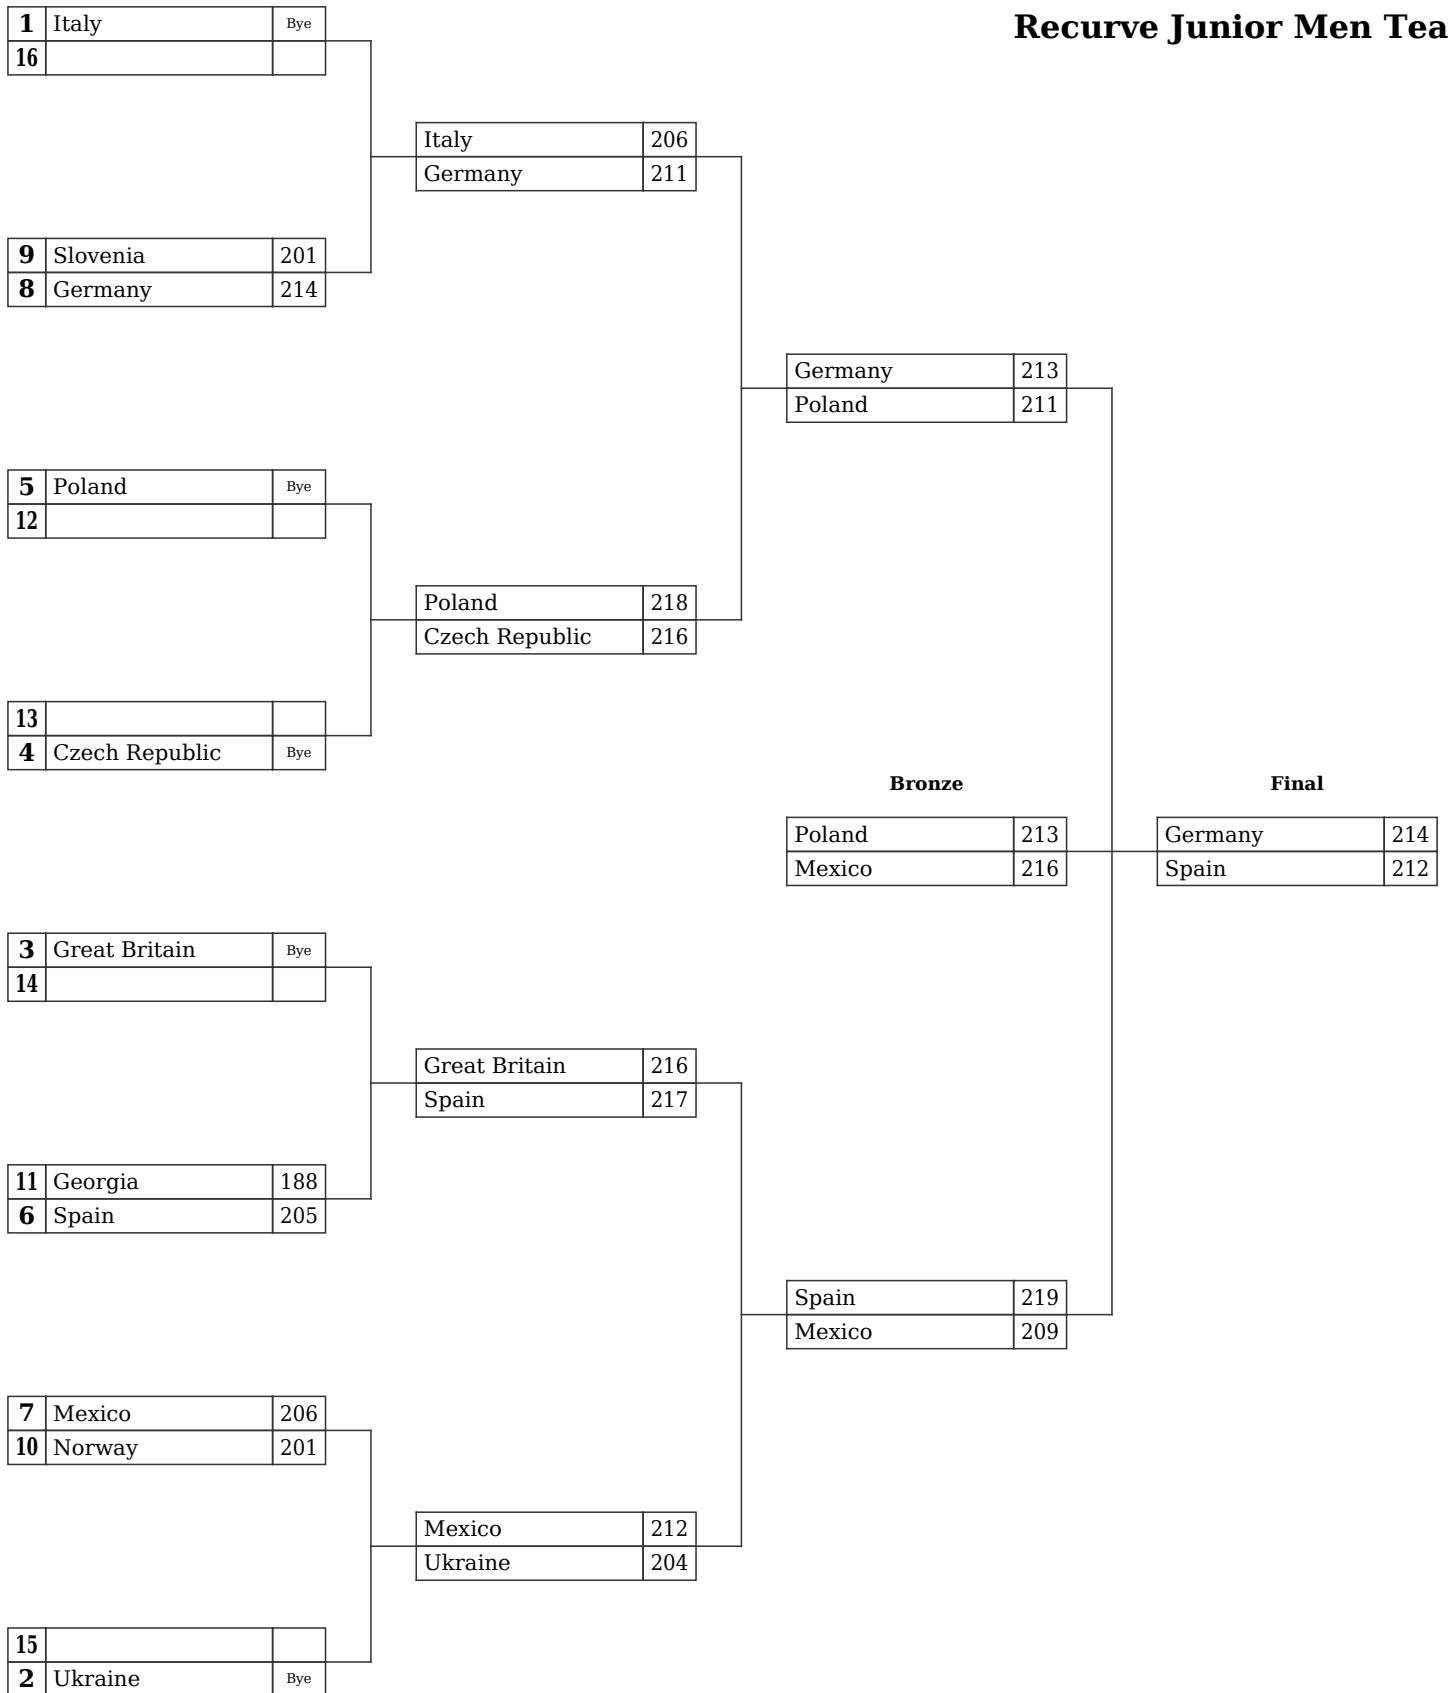 Recurve Junior Men Tea
1 Italy Bye
16
Italy 206
Germany 211
9 Slovenia 201
8 Germany 214
Germany 213
Poland 211
5 Poland Bye
12
Poland 218
Czech Republic 216
13
4 Czech Republic Bye
Bronze Final
Poland 213 Germany 214
Mexico 216 Spain 212
3 Great Britain Bye
14
Great Britain 216
Spain 217
11 Georgia 188
6 Spain 205
Spain 219
Mexico 209
7 Mexico 206
10 Norway 201
Mexico 212
Ukraine 204
15
2 Ukraine Bye